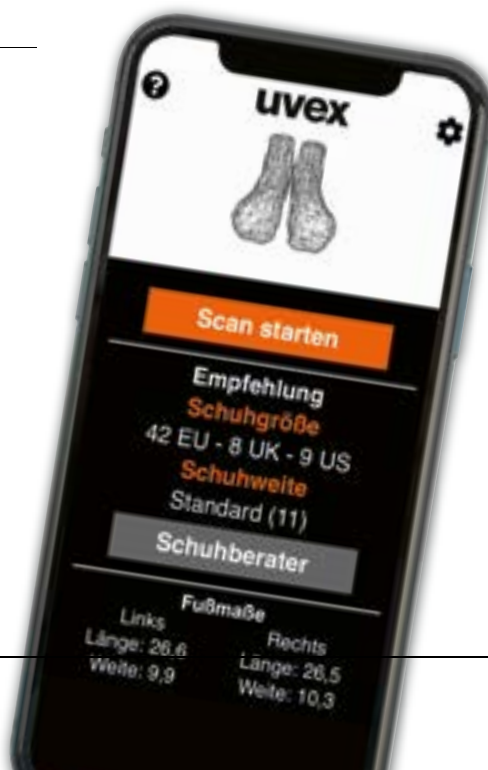 uvex
Scan starten
Empfehlung
Schuhgröße
42 EU - 8 UK - 9 US
Schuhweite
Standard (11)
Schuhberater
Fußmaße
Links
Rechts
Länge: 26,6
Länge: 26,5
Weite: 9,9
Weite: 10,3